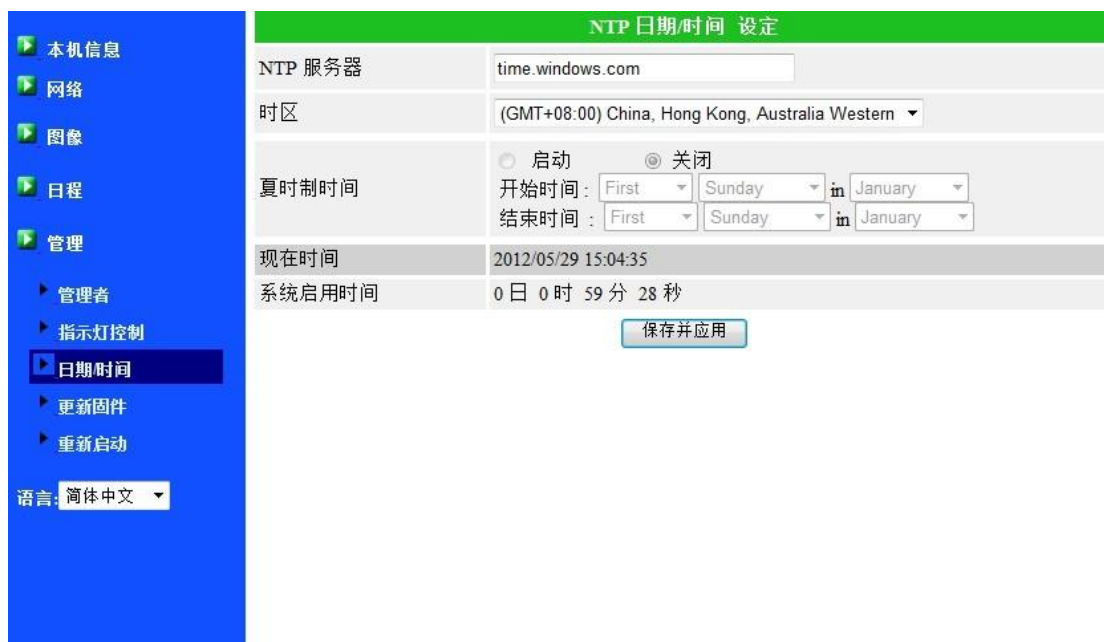 本机信息
网络
图像
日程
管理
管理者
指示灯控制
日期/时间
更新固件
重新启动
语言:简体中文
NTP 日期/时间 设定
NTP 服务器 time.windows.com
时区 (GMT+08:00) China, Hong Kong, Australia Western
夏时制时间
启动 关闭
开始时间 : First Sunday in January
结束时间 : First Sunday in January
现在时间 2012/05/29 15:04:35
系统启用时间 0 日 0 时 59 分 28 秒
保存并应用